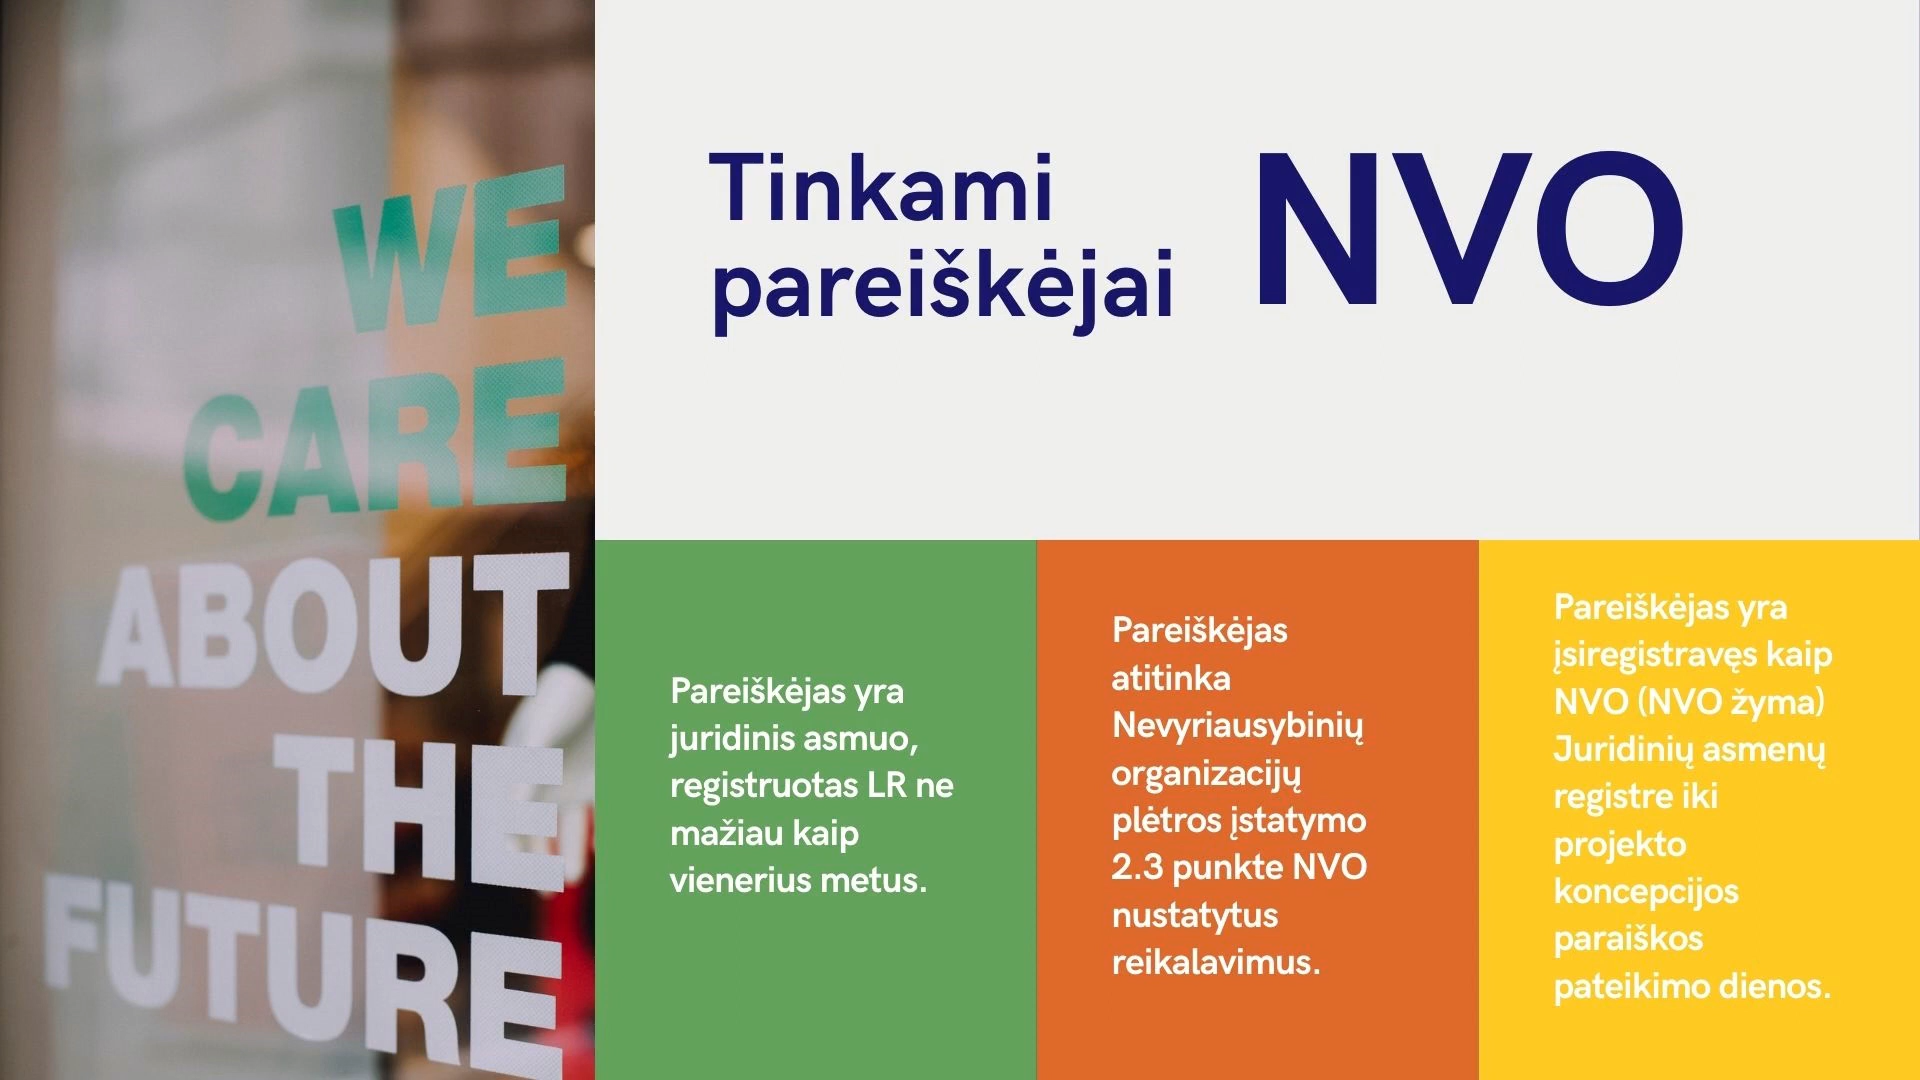 WE
CARE
ABOUT
THE
FUTURE
Tinkami
pareiškėjai
NVO
Pareiškėjas yra
juridinis asmuo,
registruotas LR ne
mažiau kaip
vienerius metus.
Pareiškėjas
atitinka
Nevyriausybinių
organizacijų
plėtros įstatymo
2.3 punkte NVO
nustatytus
reikalavimus.
Pareiškėjas yra
įsiregistravęs kaip
NVO (NVO žyma)
Juridinių asmenų
registre iki
projekto
koncepcijos
paraiškos
pateikimo dienos.